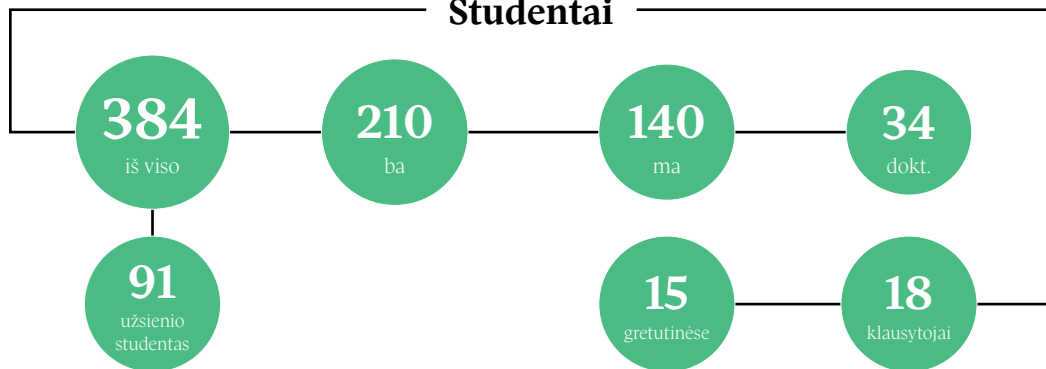 Studentai
384
iš viso
210
ba
140
ma
34
dokt.
91
užsienio
studentas
15
gretutinėse
18
klausytojai